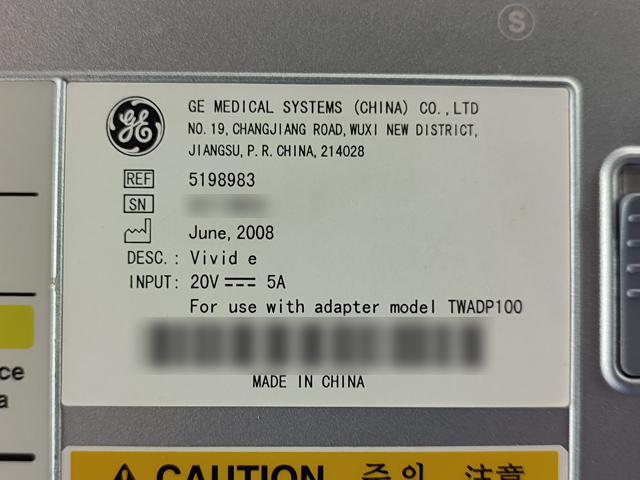 S
GE
GE MEDICAL SYSTEMS (CHINA) CO.,LTD
NO.19,CHANGJIANG ROAD,WUXI NEW DISTRICT,
JIANGSU,P.R.CHINA,214028
REF 5198983
SN
June,2008
DESC.: Vivid e
INPUT: 20V 5A
For use with adapter model TWADP100
MADE IN CHINA
ce
a
CAUTION 주의 注意